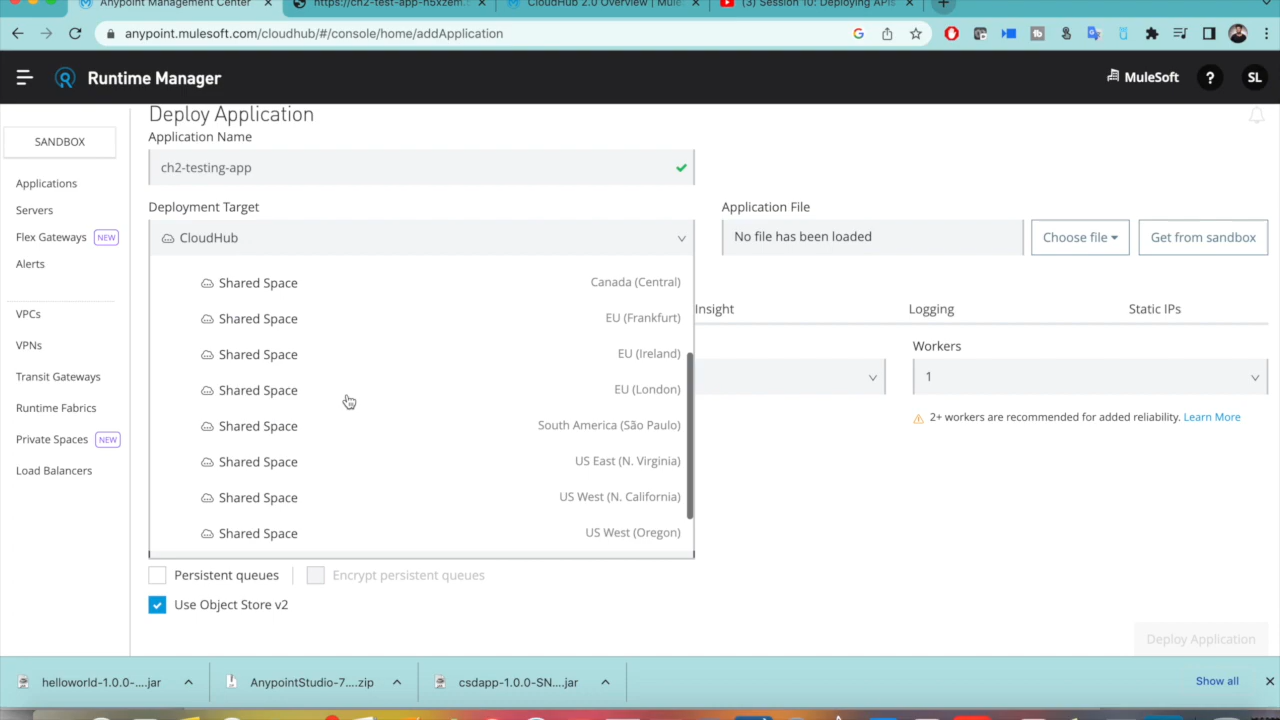 Anypoint Management Center
https://ch2-test-app-n5xzem.
CloudHub 2.0 Overview | Mule
(3) Session 10: Deploying APIs
anypoint.mulesoft.com/cloudhub/#/console/home/addApplication
Runtime Manager
MuleSoft
?
SL
SANDBOX
Applications
Servers
Flex Gateways NEW
Alerts
VPCs
VPNs
Transit Gateways
Runtime Fabrics
Private Spaces NEW
Load Balancers
Deploy Application
Application Name
ch2-testing-app
Deployment Target
Application File
CloudHub
No file has been loaded
Choose file
Get from sandbox
Shared Space Canada (Central)
Shared Space EU (Frankfurt)
Shared Space EU (Ireland)
Shared Space EU (London)
Shared Space South America (São Paulo)
Shared Space US East (N. Virginia)
Shared Space US West (N. California)
Shared Space US West (Oregon)
Insight
Logging
Static IPs
Workers
1
2+ workers are recommended for added reliability. Learn More
Persistent queues
Encrypt persistent queues
Use Object Store v2
Deploy Application
helloworld-1.0.0-....jar
AnypointStudio-7....zip
csdapp-1.0.0-SN....jar
Show all